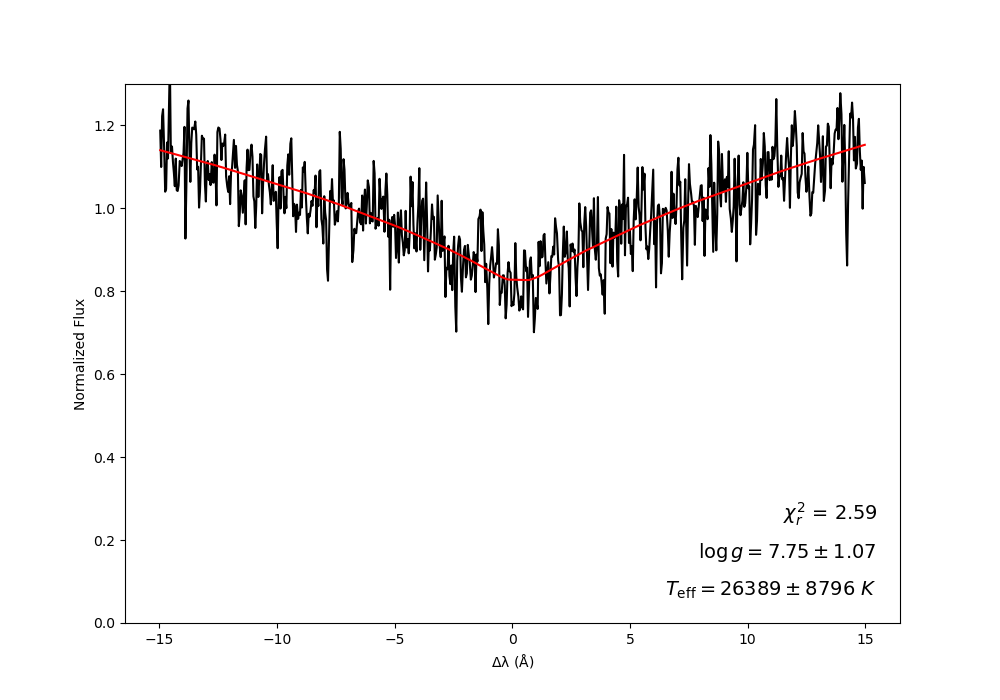 1.2
1.0
0.8
0.6
0.4
0.2
0.0
Normalized Flux
χ²ᵣ = 2.59
log g = 7.75 ± 1.07
T_eff = 26389 ± 8796 K
−15 −10 −5 0 5 10 15
Δλ (Å)